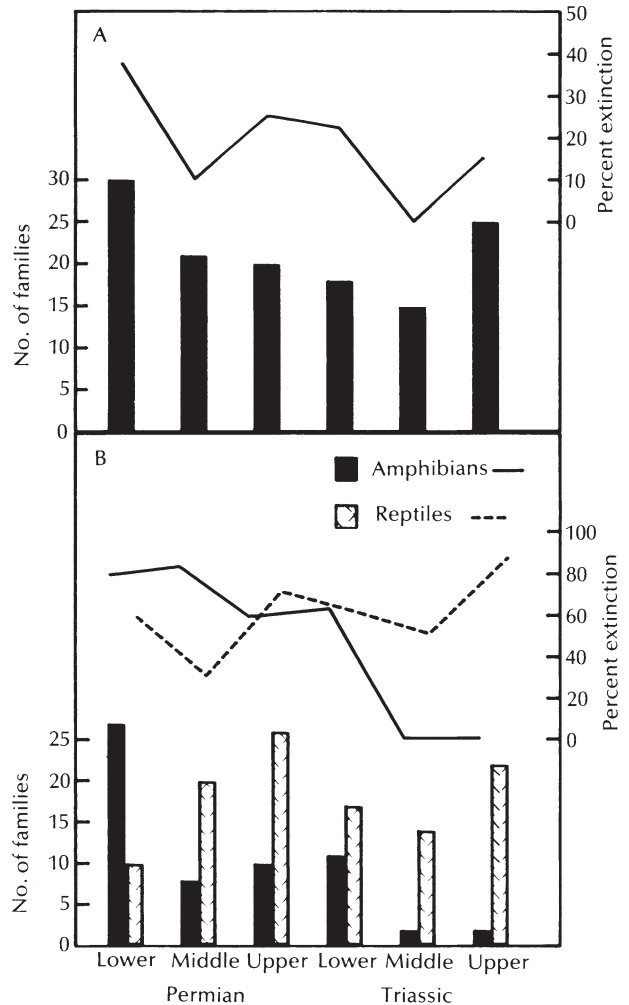 A
50
40
30
20
10
0
Percent extinction
30
25
20
15
10
5
0
No. of families
B
Amphibians
Reptiles
100
80
60
40
20
0
Percent extinction
25
20
15
10
5
0
No. of families
Lower Middle Upper Lower Middle Upper
Permian Triassic